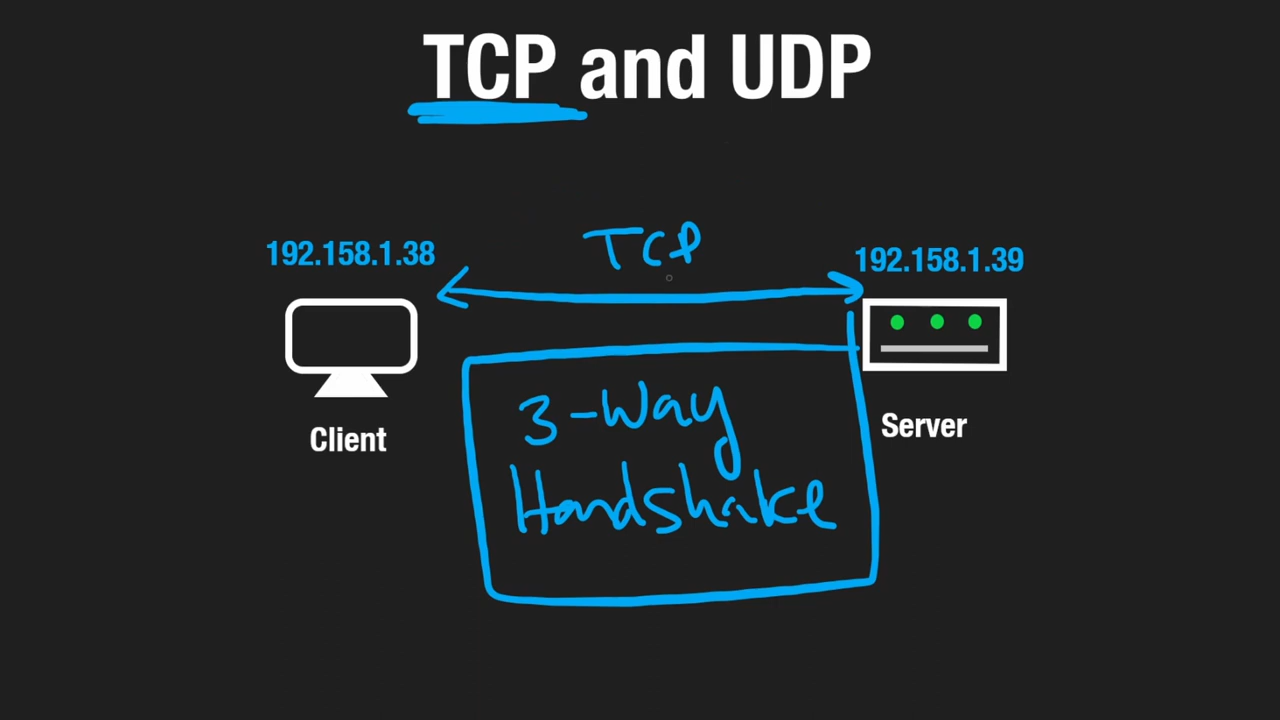 TCP and UDP
TCP
192.158.1.38
192.158.1.39
3-Way
Handshake
Client
Server